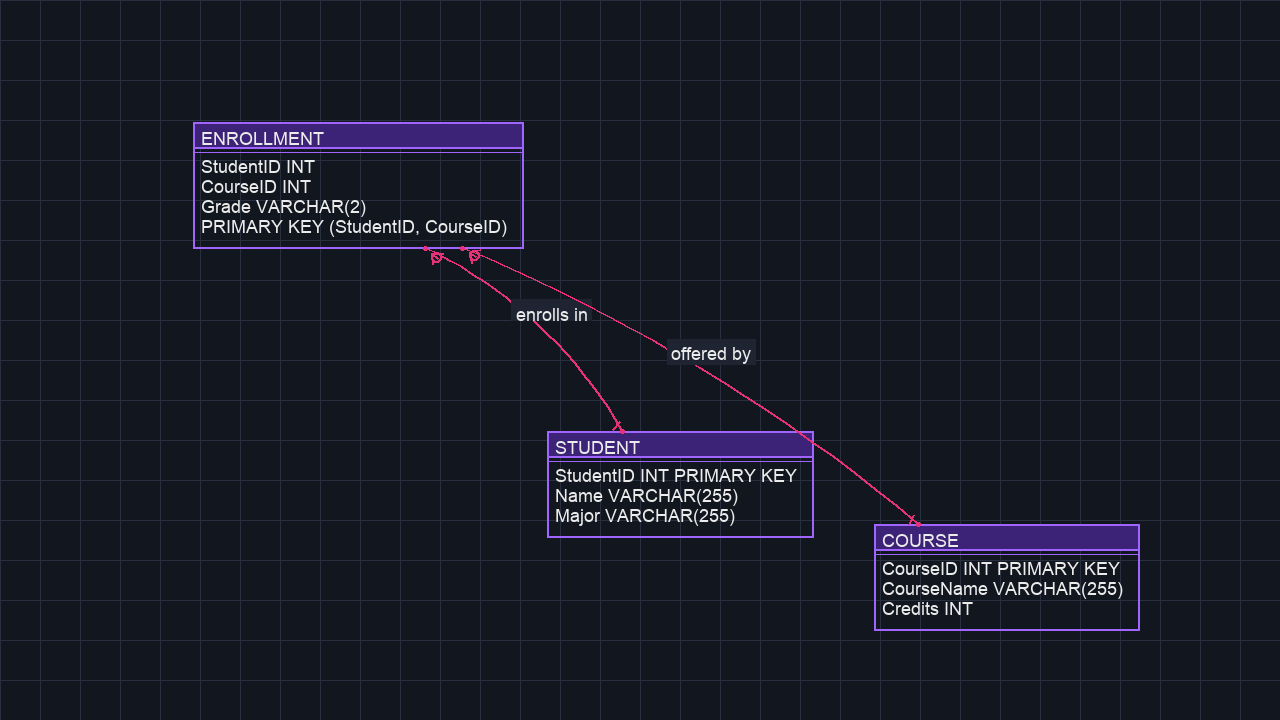 ENROLLMENT
StudentID INT
CourseID INT
Grade VARCHAR(2)
PRIMARY KEY (StudentID, CourseID)
enrolls in
offered by
STUDENT
StudentID INT PRIMARY KEY
Name VARCHAR(255)
Major VARCHAR(255)
COURSE
CourseID INT PRIMARY KEY
CourseName VARCHAR(255)
Credits INT